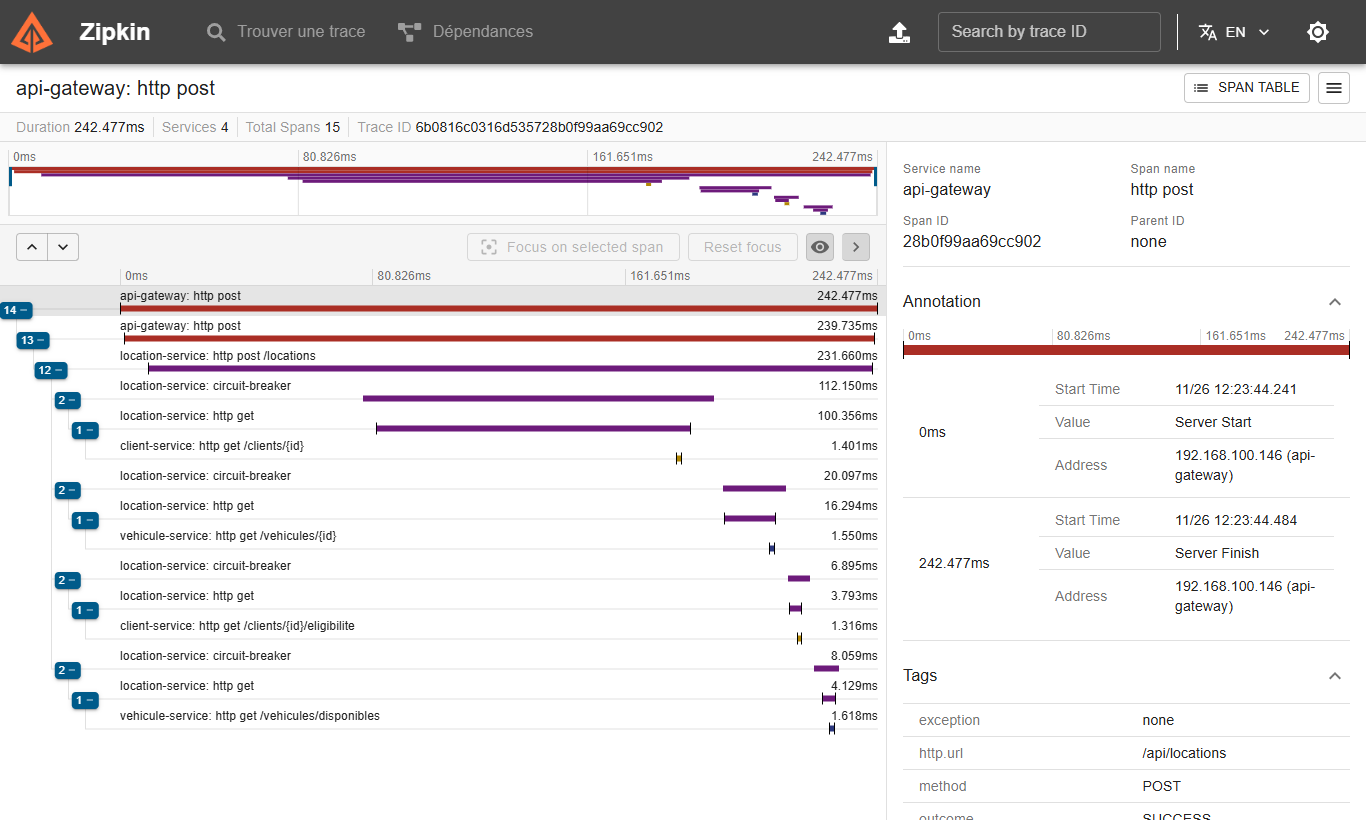 Zipkin
Trouver une trace
Dépendances
Search by trace ID
EN
api-gateway: http post
SPAN TABLE
Duration 242.477ms
Services 4
Total Spans 15
Trace ID 6b0816c0316d535728b0f99aa69cc902
0ms 80.826ms 161.651ms 242.477ms
Focus on selected span
Reset focus
0ms 80.826ms 161.651ms 242.477ms
api-gateway: http post 242.477ms
14 −
api-gateway: http post 239.735ms
13 −
location-service: http post /locations 231.660ms
12 −
location-service: circuit-breaker 112.150ms
2 −
location-service: http get 100.356ms
1 −
client-service: http get /clients/{id} 1.401ms
location-service: circuit-breaker 20.097ms
2 −
location-service: http get 16.294ms
1 −
vehicule-service: http get /vehicules/{id} 1.550ms
location-service: circuit-breaker 6.895ms
2 −
location-service: http get 3.793ms
1 −
client-service: http get /clients/{id}/eligibilite 1.316ms
location-service: circuit-breaker 8.059ms
2 −
location-service: http get 4.129ms
1 −
vehicule-service: http get /vehicules/disponibles 1.618ms
Service name
api-gateway
Span name
http post
Span ID
28b0f99aa69cc902
Parent ID
none
Annotation
0ms 80.826ms 161.651ms 242.477ms
0ms
Start Time 11/26 12:23:44.241
Value Server Start
Address 192.168.100.146 (api-
gateway)
242.477ms
Start Time 11/26 12:23:44.484
Value Server Finish
Address 192.168.100.146 (api-
gateway)
Tags
exception none
http.url /api/locations
method POST
outcome SUCCESS